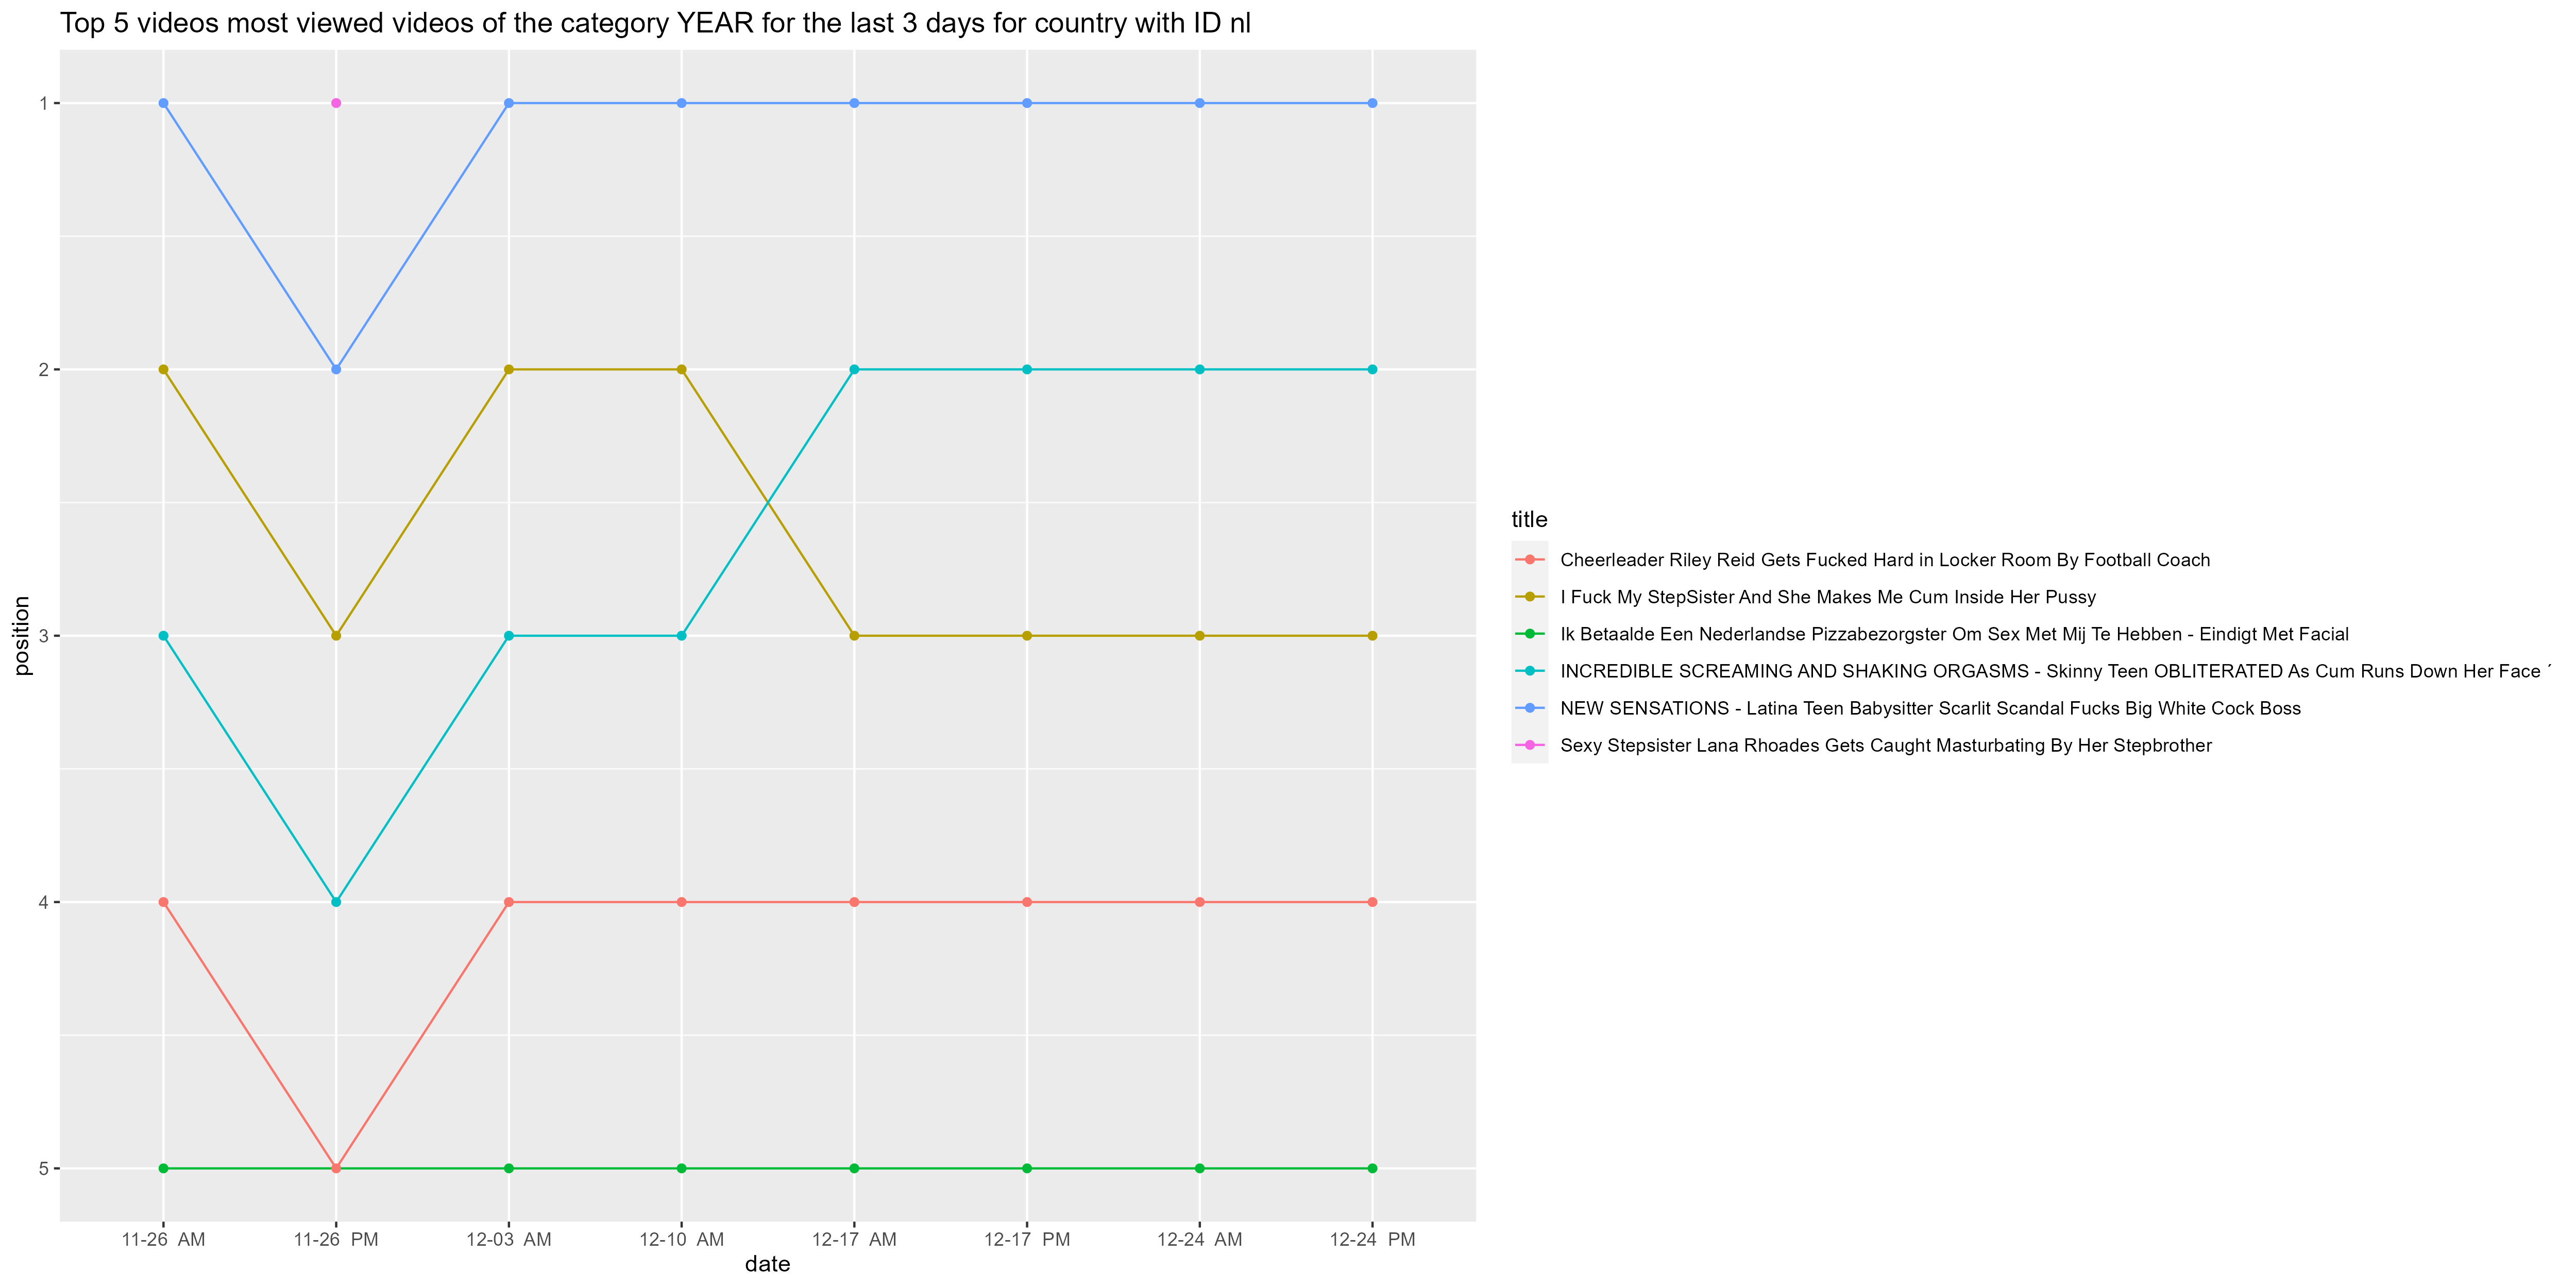 Top 5 videos most viewed videos of the category YEAR for the last 3 days for country with ID nl
1
2
3
4
5
position
11-26 AM
11-26 PM
12-03 AM
12-10 AM
12-17 AM
12-17 PM
12-24 AM
12-24 PM
date
title
Cheerleader Riley Reid Gets Fucked Hard in Locker Room By Football Coach
I Fuck My StepSister And She Makes Me Cum Inside Her Pussy
Ik Betaalde Een Nederlandse Pizzabezorgster Om Sex Met Mij Te Hebben - Eindigt Met Facial
INCREDIBLE SCREAMING AND SHAKING ORGASMS - Skinny Teen OBLITERATED As Cum Runs Down Her Face
NEW SENSATIONS - Latina Teen Babysitter Scarlit Scandal Fucks Big White Cock Boss
Sexy Stepsister Lana Rhoades Gets Caught Masturbating By Her Stepbrother